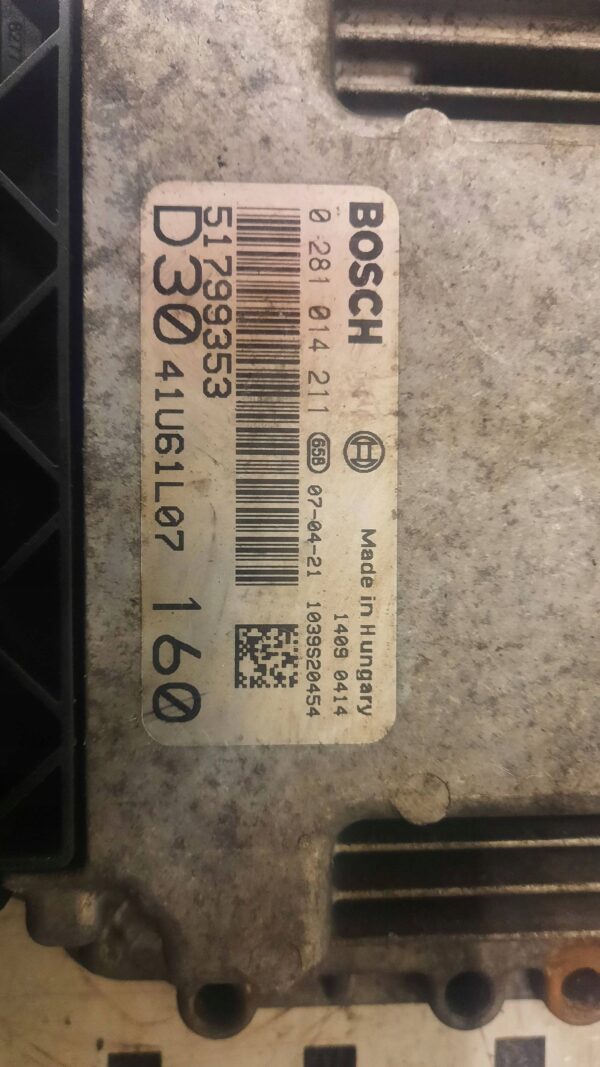 BOSCH
Made in Hungary
1409 0414
0 281 014 211 65B 07-04-21 1039S20454
51799353
D30 41U61L07 160